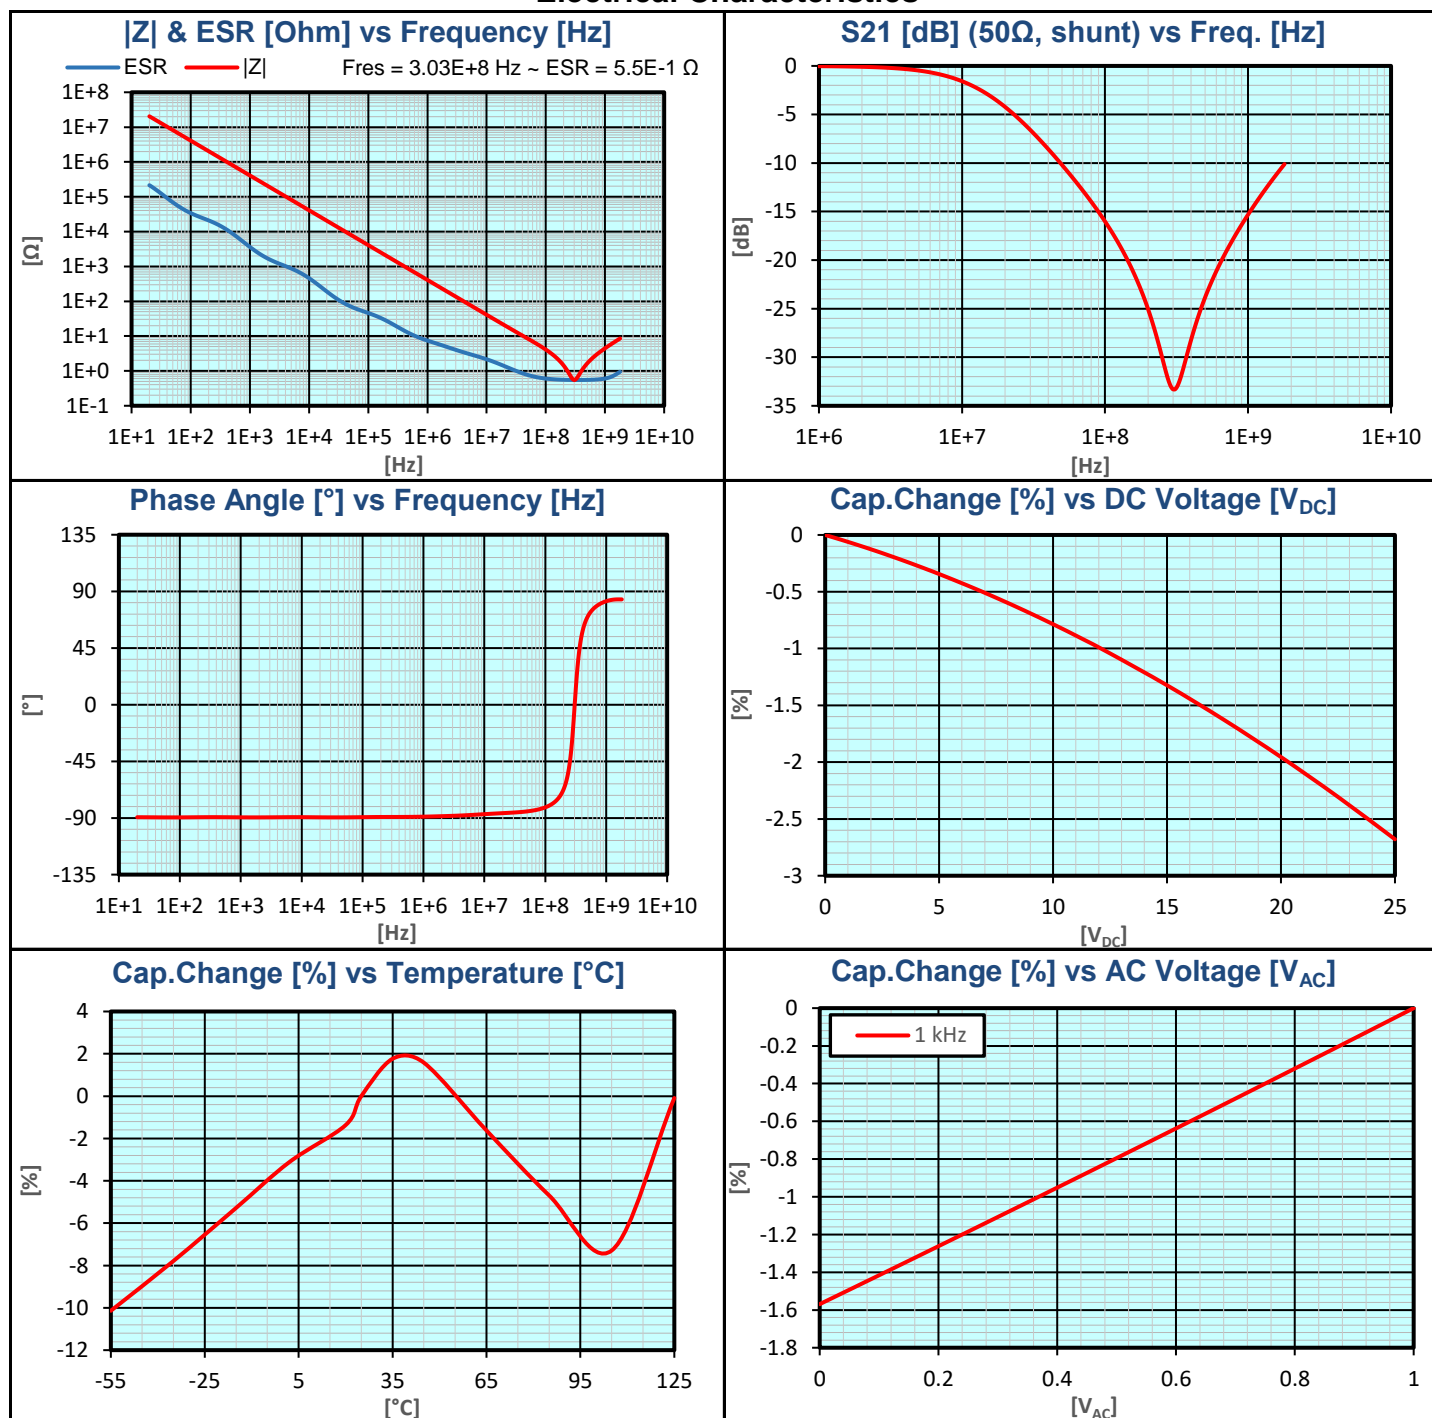 Electrical Characteristics
|Z| & ESR [Ohm] vs Frequency [Hz]
ESR |Z| Fres = 3.03E+8 Hz ~ ESR = 5.5E-1 Ω
1E+8
1E+7
1E+6
1E+5
1E+4
1E+3
1E+2
1E+1
1E+0
1E-1
[Ω]
1E+1 1E+2 1E+3 1E+4 1E+5 1E+6 1E+7 1E+8 1E+9 1E+10
[Hz]
S21 [dB] (50Ω, shunt) vs Freq. [Hz]
0
-5
-10
-15
-20
-25
-30
-35
[dB]
1E+6 1E+7 1E+8 1E+9 1E+10
[Hz]
Phase Angle [°] vs Frequency [Hz]
135
90
45
0
-45
-90
-135
[°]
1E+1 1E+2 1E+3 1E+4 1E+5 1E+6 1E+7 1E+8 1E+9 1E+10
[Hz]
Cap.Change [%] vs DC Voltage [VDC]
0
-0.5
-1
-1.5
-2
-2.5
-3
[%]
0 5 10 15 20 25
[VDC]
Cap.Change [%] vs Temperature [°C]
4
2
0
-2
-4
-6
-8
-10
-12
[%]
-55 -25 5 35 65 95 125
[°C]
Cap.Change [%] vs AC Voltage [VAC]
1 kHz
0
-0.2
-0.4
-0.6
-0.8
-1
-1.2
-1.4
-1.6
-1.8
[%]
0 0.2 0.4 0.6 0.8 1
[VAC]